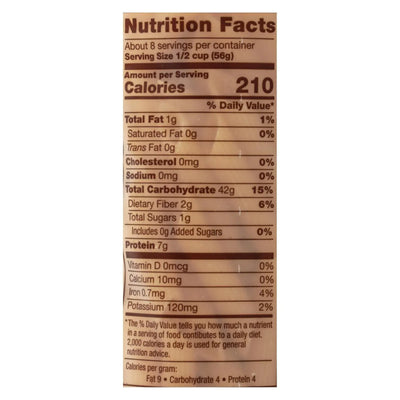 Nutrition Facts
About 8 servings per container
Serving Size 1/2 cup (56g)
Amount per Serving
Calories 210
% Daily Value*
Total Fat 1g 1%
Saturated Fat 0g 0%
Trans Fat 0g
Cholesterol 0mg 0%
Sodium 0mg 0%
Total Carbohydrate 42g 15%
Dietary Fiber 2g 6%
Total Sugars 1g
Includes 0g Added Sugars 0%
Protein 7g
Vitamin D 0mcg 0%
Calcium 10mg 0%
Iron 0.7mg 4%
Potassium 120mg 2%
*The % Daily Value tells you how much a nutrient
in a serving of food contibutes to a daily diet.
2,000 calories a day is used for general
nutrition advice.
Calories per gram:
Fat 9 • Carbohydrate 4 • Protein 4